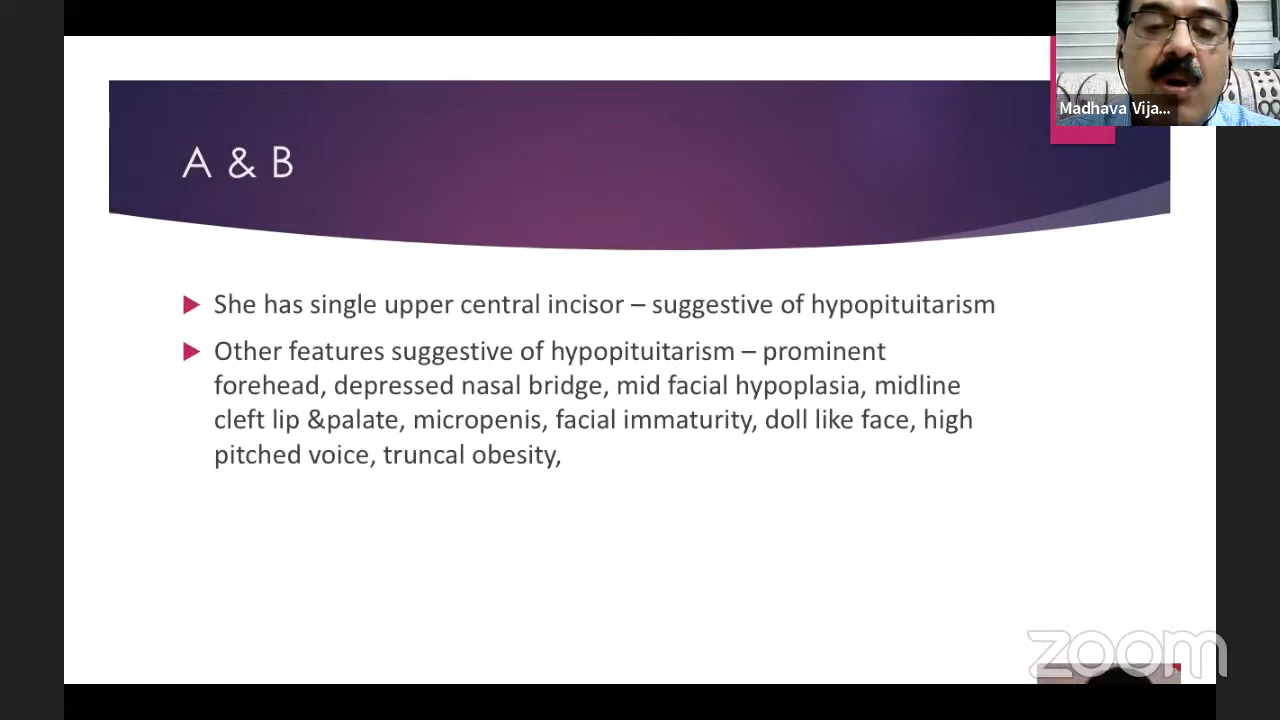 Madhava Vija...
A & B
She has single upper central incisor – suggestive of hypopituitarism
Other features suggestive of hypopituitarism – prominent
forehead, depressed nasal bridge, mid facial hypoplasia, midline
cleft lip &palate, micropenis, facial immaturity, doll like face, high
pitched voice, truncal obesity,
zoom